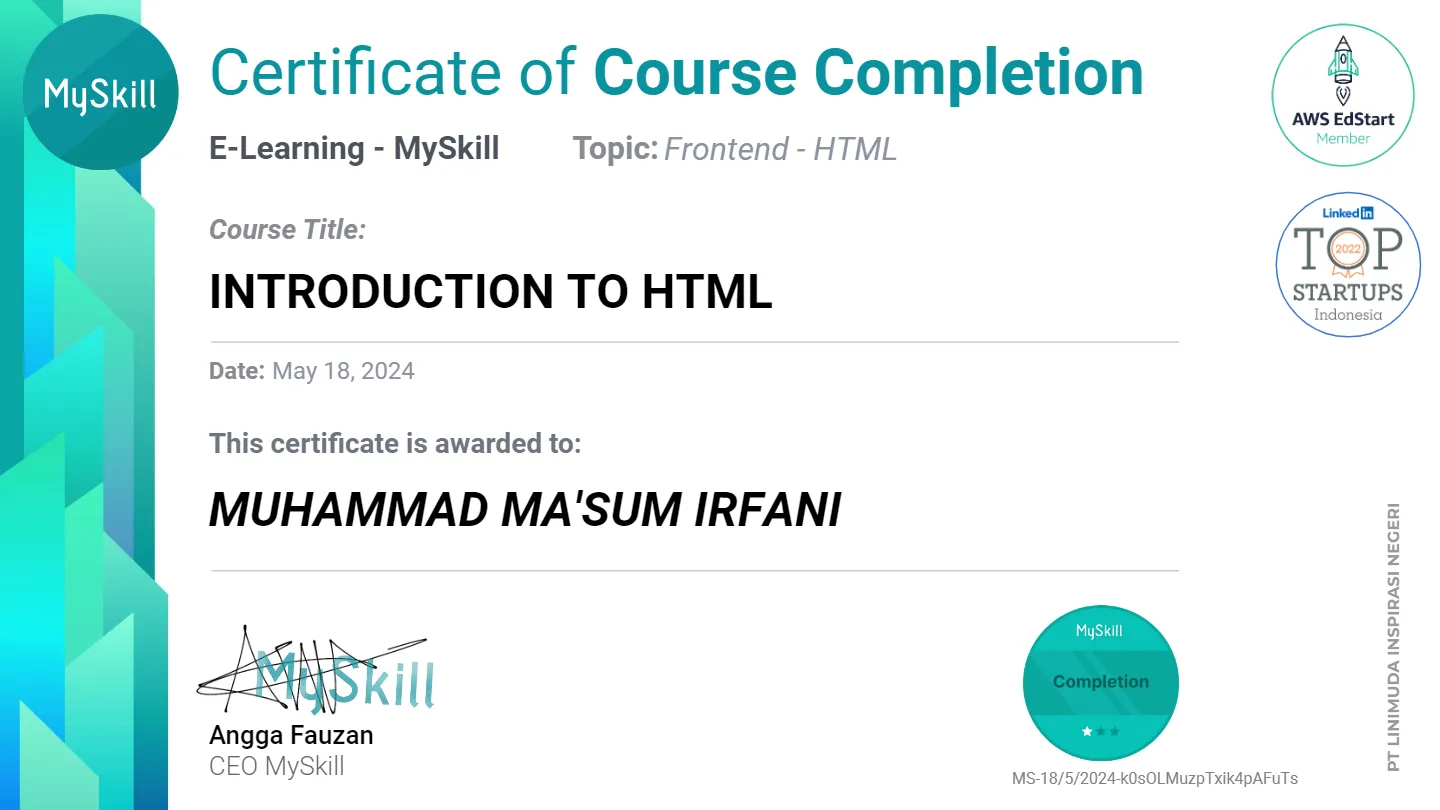 MySkill
Certificate of Course Completion
E-Learning - MySkill Topic: Frontend - HTML
Course Title:
INTRODUCTION TO HTML
Date: May 18, 2024
This certificate is awarded to:
MUHAMMAD MA'SUM IRFANI
MySkill
Angga Fauzan
CEO MySkill
AWS EdStart
Member
Linked in
TOP
2022
STARTUPS
Indonesia
PT LINIMUDA INSPIRASI NEGERI
MySkill
Completion
MS-18/5/2024-k0sOLMuzpTxik4pAFuTs